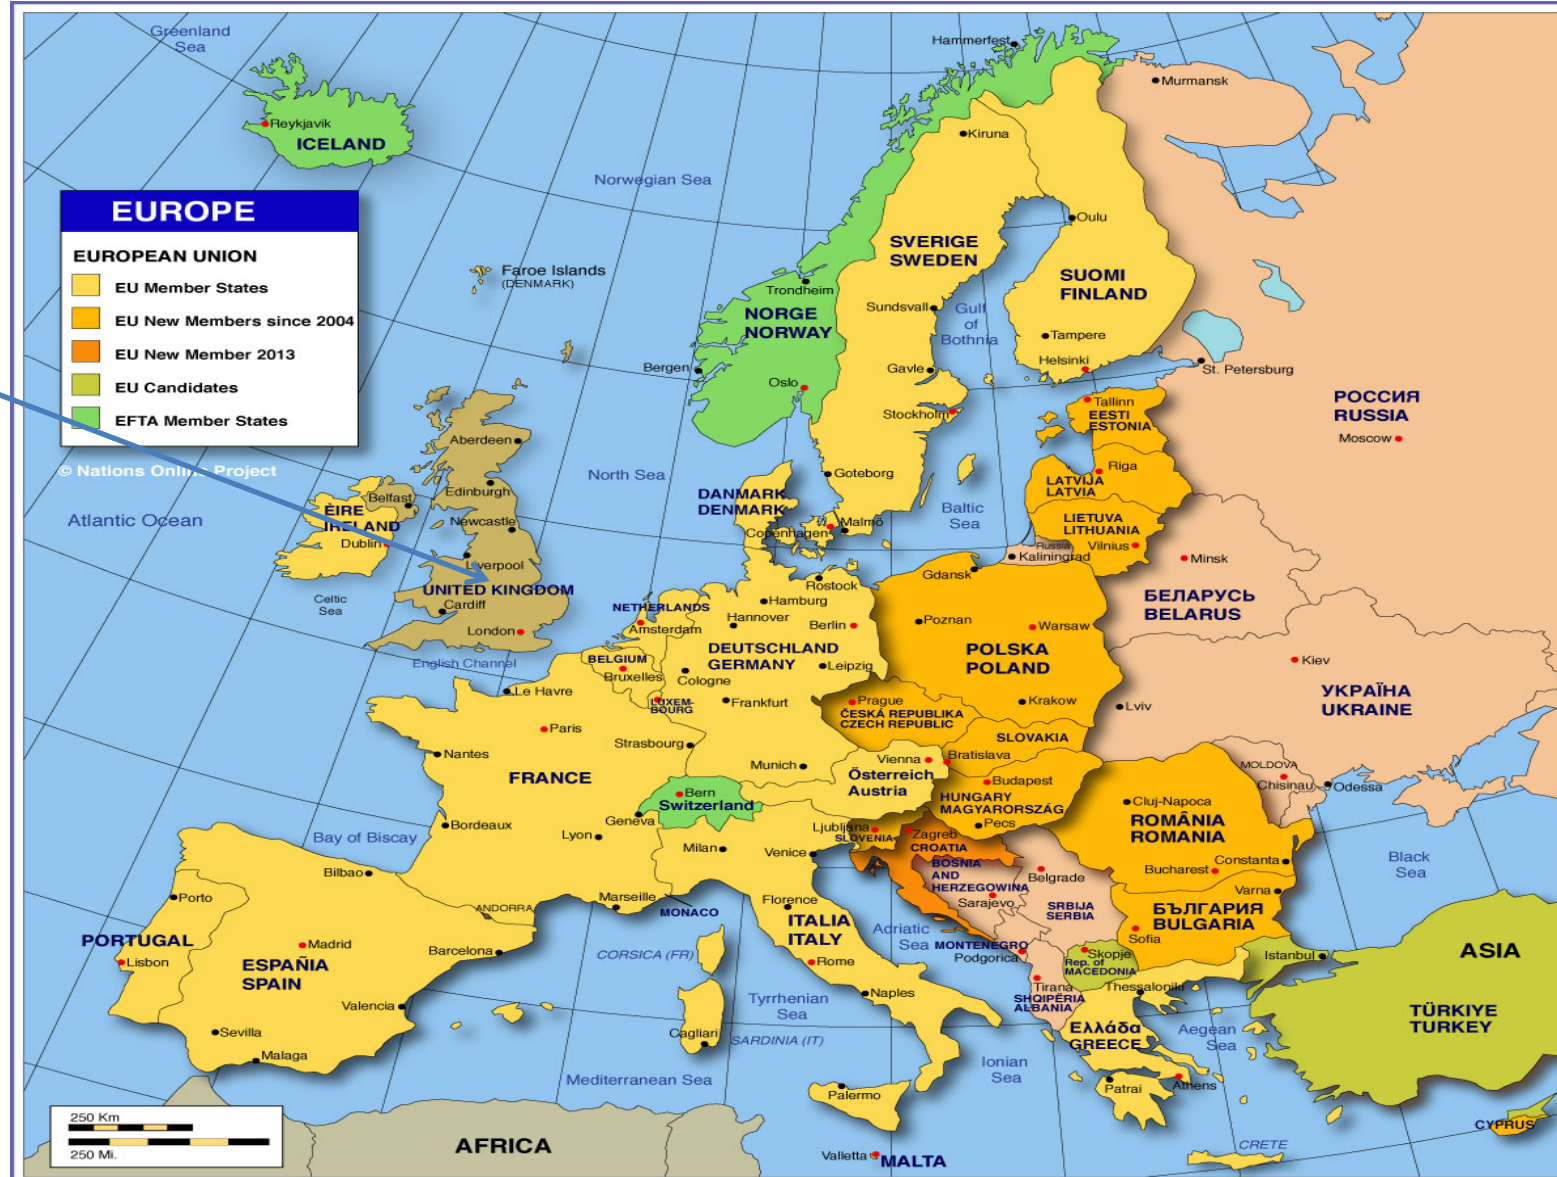 Greenland
Sea
Hammerfest
Murmansk
Reykjavik
ICELAND
Kiruna
Norwegian Sea
EUROPE
EUROPEAN UNION
EU Member States
EU New Members since 2004
EU New Member 2013
EU Candidates
EFTA Member States
© Nations Online Project
Faroe Islands
(DENMARK)
Oulu
SVERIGE
SWEDEN
SUOMI
FINLAND
Trondheim
NORGE
NORWAY
Sundsvall
Gulf
of
Bothnia
Tampere
Helsinki
St. Petersburg
Bergen
Gavle
Oslo
Stockholm
Tallinn
EESTI
ESTONIA
РОССИЯ
RUSSIA
Moscow
Aberdeen
North Sea
Goteborg
Riga
LATVIJA
LATVIA
Edinburgh
Belfast
DANMARK
DENMARK
Baltic
Sea
Atlantic Ocean
ÈIRE
IRELAND
Newcastle
Dublin
Copenhagen
Malmö
LIETUVA
LITHUANIA
Vilnius
Russia
Kaliningrad
Minsk
Liverpool
UNITED KINGDOM
Gdansk
Rostock
БЕЛАРУСЬ
BELARUS
Celtic
Sea
Cardiff
London
NETHERLANDS
Amsterdam
Hamburg
Hannover
Berlin
Poznan
Warsaw
English Channel
BELGIUM
Bruxelles
DEUTSCHLAND
GERMANY
Leipzig
Cologne
POLSKA
POLAND
Kiev
УКРАÏНА
UKRAINE
Le Havre
LUXEM-
BOURG
Frankfurt
Prague
ČESKÁ REPUBLIKA
CZECH REPUBLIC
Krakow
Lviv
Paris
Strasbourg
SLOVAKIA
Nantes
Munich
Vienna
Bratislava
FRANCE
Österreich
Austria
Budapest
HUNGARY
MAGYARORSZÁG
MOLDOVA
Chisinau
Odessa
Bern
Switzerland
Geneva
Cluj-Napoca
ROMÂNIA
ROMANIA
Bay of Biscay
Bordeaux
Lyon
Milan
Venice
Ljubljana
SLOVENIA
Zagreb
CROATIA
Pecs
Bucharest
Constanta
Black
Sea
Bilbao
BOSNIA
AND
HERZEGOWINA
Sarajevo
Belgrade
SRBIJA
SERBIA
Varna
БЪЛГАРИЯ
BULGARIA
Sofia
Porto
ANDORRA
Marseille
MONACO
Florence
ITALIA
ITALY
Adriatic
Sea
MONTENEGRO
Podgorica
Skopje
Rep. of
MACEDONIA
Istanbul
ASIA
PORTUGAL
Lisbon
Madrid
Barcelona
CORSICA (FR)
Rome
ESPAÑIA
SPAIN
Valencia
Tyrrhenian
Sea
Naples
Tirana
SHQIPËRIA
ALBANIA
Thessaloniki
TÜRKIYE
TURKEY
Sevilla
Malaga
Cagliari
SARDINIA (IT)
Ελλάδα
GREECE
Aegean
Sea
Ionian
Sea
Mediterranean Sea
Palermo
Patrai
Athens
250 Km
250 Mi.
AFRICA
Valletta
MALTA
CRETE
CYPRUS